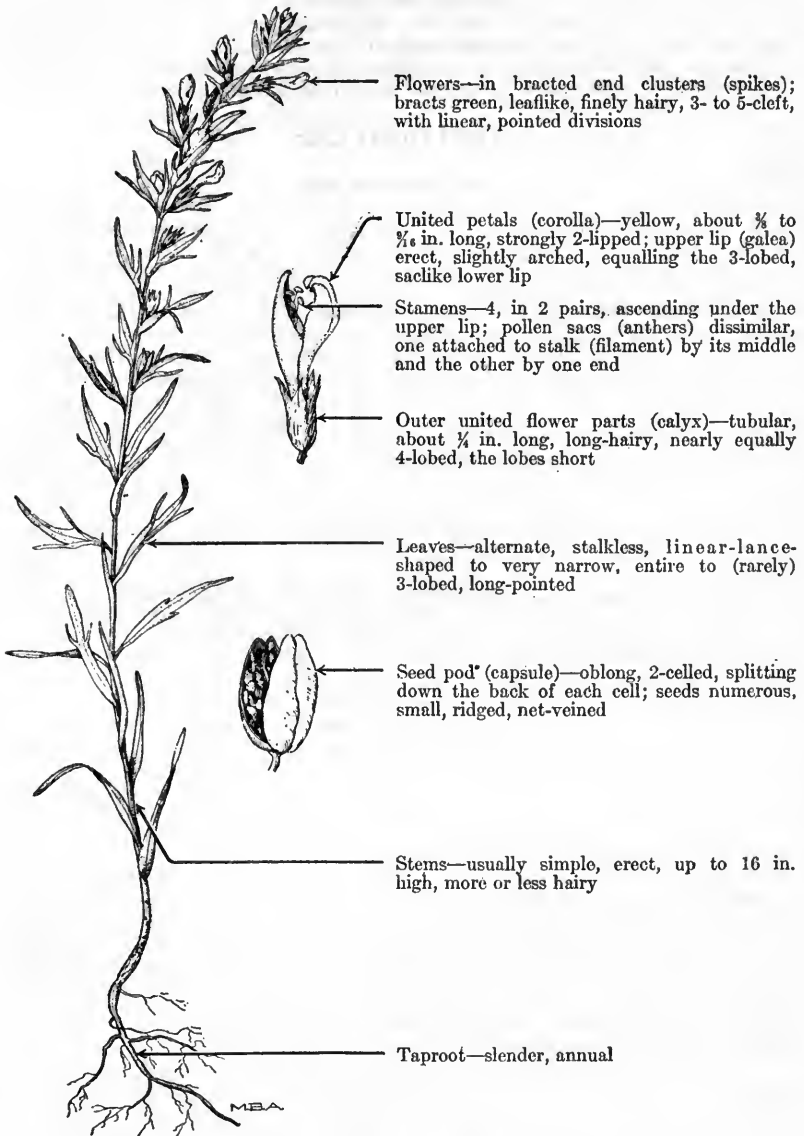 Flowers—in bracted end clusters (spikes);
bracts green, leaflike, finely hairy, 3- to 5-cleft,
with linear, pointed divisions
United petals (corolla)—yellow, about ⅜ to
in. long, strongly 2-lipped; upper lip (galea)
erect, slightly arched, equalling the 3-lobed,
saclike lower lip
Stamens—4, in 2 pairs, ascending under the
upper lip; pollen sacs (anthers) dissimilar,
one attached to stalk (filament) by its middle
and the other by one end
Outer united flower parts (calyx)—tubular,
about ¼ in. long, long-hairy, nearly equally
4-lobed, the lobes short
Leaves—alternate, stalkless, linear-lance-
shaped to very narrow, entire to (rarely)
3-lobed, long-pointed
Seed pod (capsule)—oblong, 2-celled, splitting
down the back of each cell; seeds numerous,
small, ridged, net-veined
Stems—usually simple, erect, up to 16 in.
high, more or less hairy
Taproot—slender, annual
M.B.A.